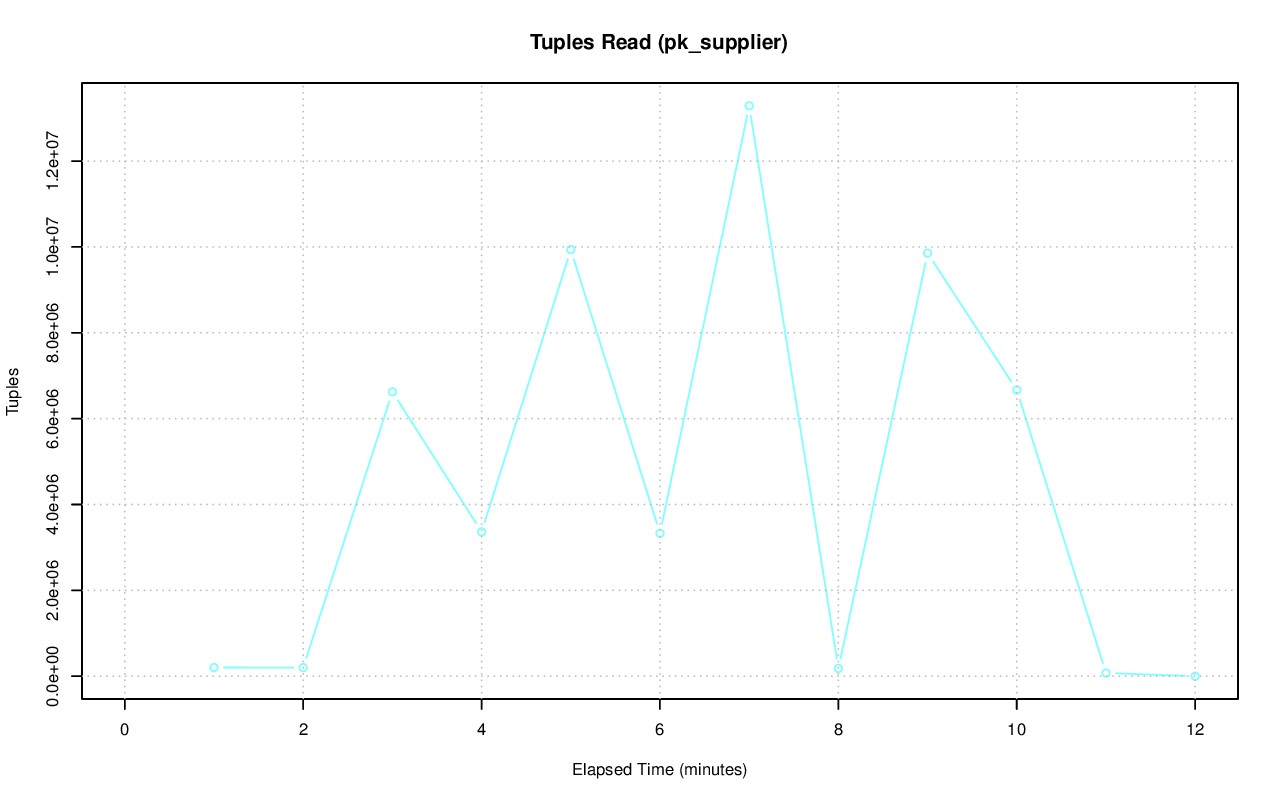 Tuples Read (pk_supplier)
Tuples
1.2e+07
1.0e+07
8.0e+06
6.0e+06
4.0e+06
2.0e+06
0.0e+00
0 2 4 6 8 10 12
Elapsed Time (minutes)